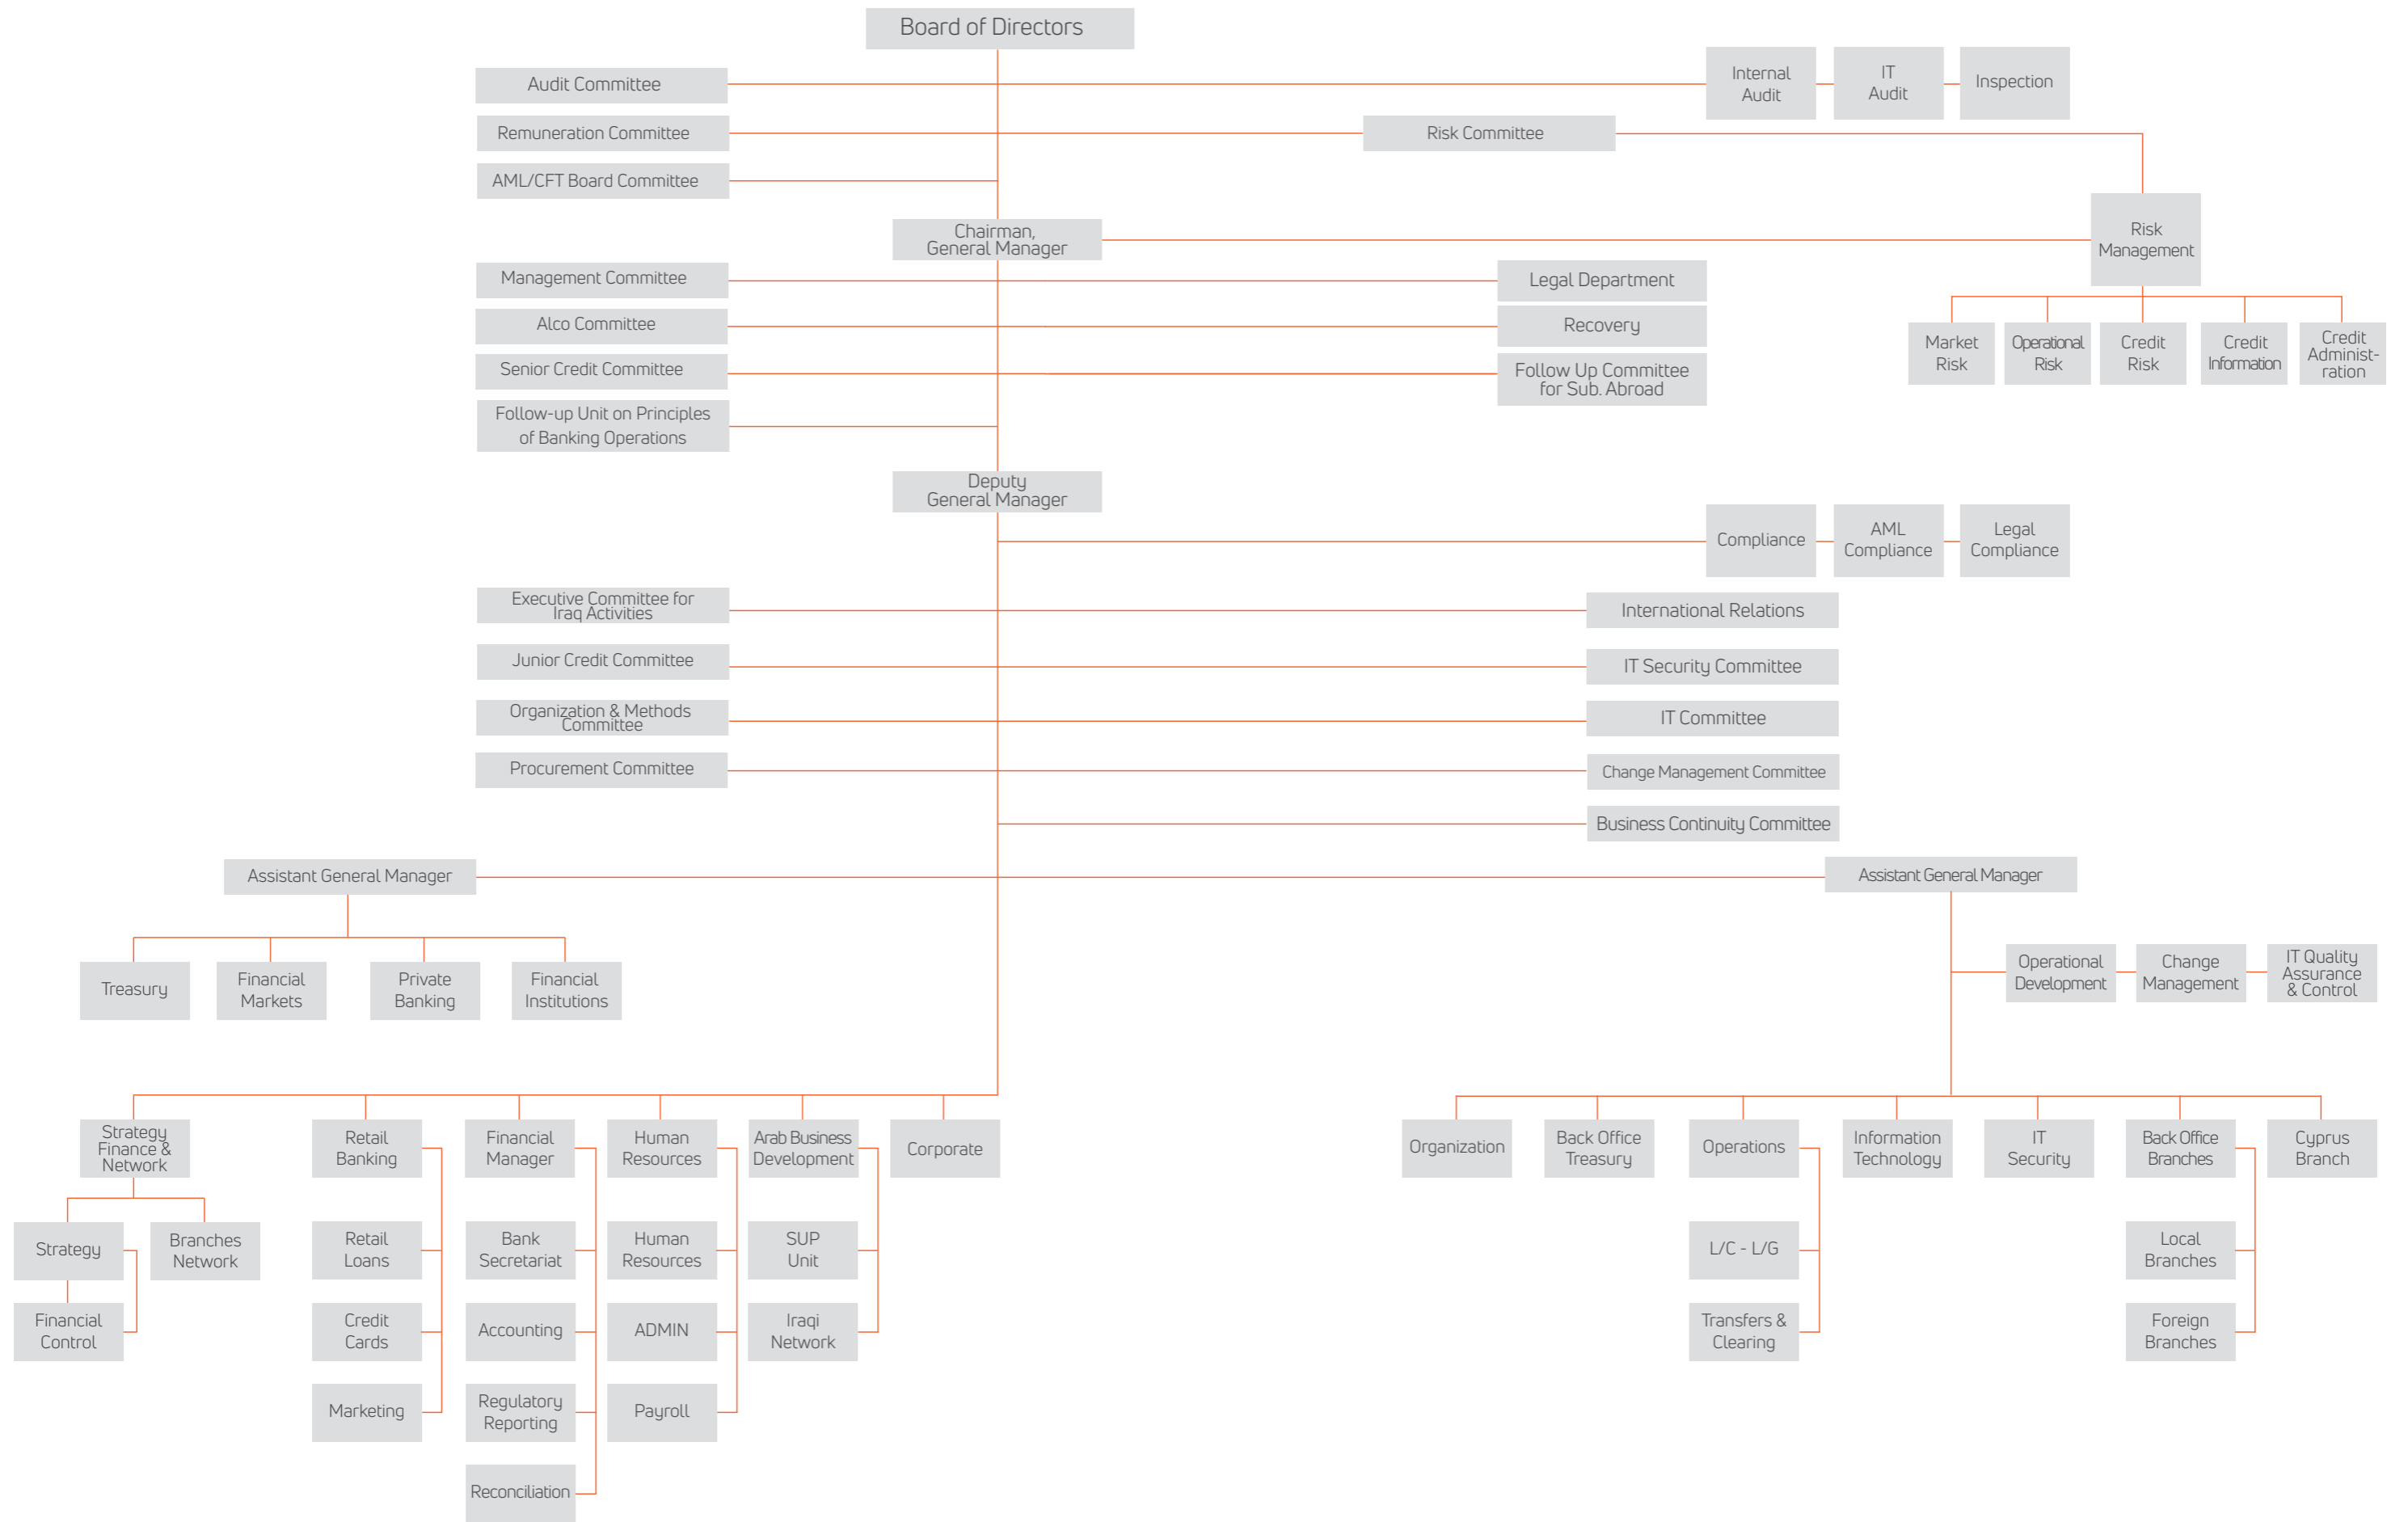 Board of Directors
Audit Committee
Internal
Audit
IT
Audit
Inspection
Remuneration Committee
Risk Committee
AML/CFT Board Committee
Chairman,
General Manager
Risk
Management
Management Committee
Legal Department
Alco Committee
Recovery
Senior Credit Committee
Follow Up Committee
for Sub. Abroad
Market
Risk
Operational
Risk
Credit
Risk
Credit
Information
Credit
Administ-
ration
Follow-up Unit on Principles
of Banking Operations
Deputy
General Manager
Compliance
AML
Compliance
Legal
Compliance
Executive Committee for
Iraq Activities
International Relations
Junior Credit Committee
IT Security Committee
Organization & Methods
Committee
IT Committee
Procurement Committee
Change Management Committee
Business Continuity Committee
Assistant General Manager
Assistant General Manager
Treasury
Financial
Markets
Private
Banking
Financial
Institutions
Operational
Development
Change
Management
IT Quality
Assurance
& Control
Strategy
Finance &
Network
Retail
Banking
Financial
Manager
Human
Resources
Arab Business
Development
Corporate
Organization
Back Office
Treasury
Operations
Information
Technology
IT
Security
Back Office
Branches
Cyprus
Branch
Strategy
Branches
Network
Retail
Loans
Bank
Secretariat
Human
Resources
SUP
Unit
L/C - L/G
Local
Branches
Financial
Control
Credit
Cards
Accounting
ADMIN
Iraqi
Network
Transfers &
Clearing
Foreign
Branches
Marketing
Regulatory
Reporting
Payroll
Reconciliation